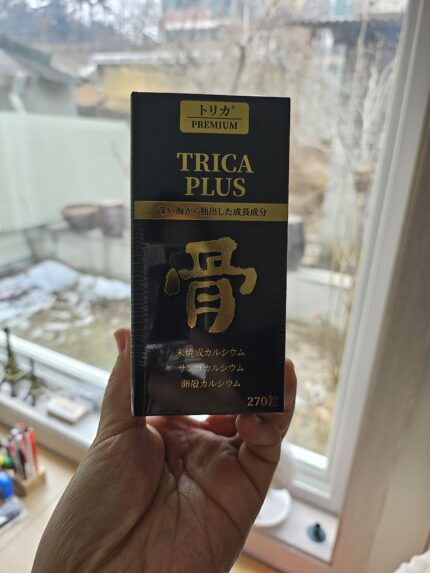 トリカ+
PREMIUM
TRICA
PLUS
深い海から抽出した成長成分
骨
未焼成カルシウム
サンゴカルシウム
卵殻カルシウム
270粒